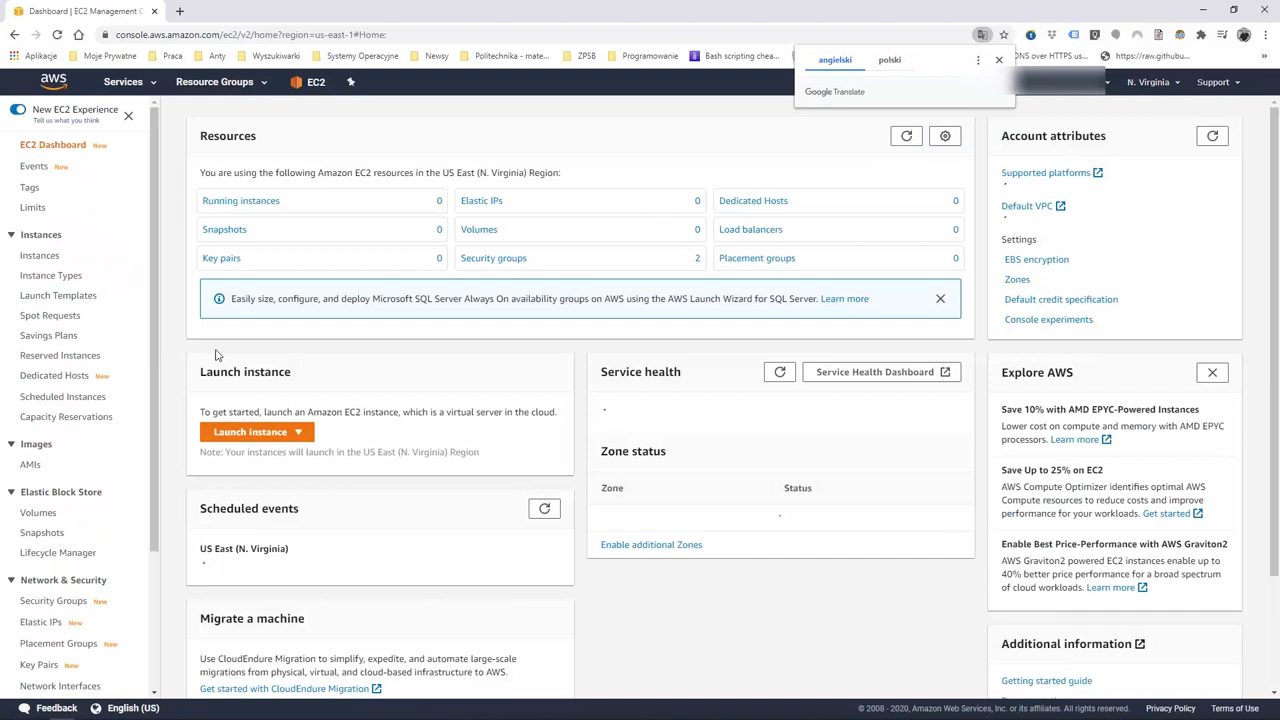 Dashboard | EC2 Management C
console.aws.amazon.com/ec2/v2/home?region=us-east-1#Home:
Aplikacje
Moje Prywatne
Praca
Anty
Wyszukiwarki
Systemy Operacyjne
Newsy
Politechnika - mate...
ZPSB
Programowanie
Bash scripting chea...
DNS over HTTPS us...
https://raw.githubu...
angielski
polski
Google Translate
aws
Services
Resource Groups
EC2
N. Virginia
Support
New EC2 Experience
Tell us what you think
EC2 Dashboard New
Events New
Tags
Limits
Instances
Instances
Instance Types
Launch Templates
Spot Requests
Savings Plans
Reserved Instances
Dedicated Hosts New
Scheduled Instances
Capacity Reservations
Images
AMIs
Elastic Block Store
Volumes
Snapshots
Lifecycle Manager
Network & Security
Security Groups New
Elastic IPs New
Placement Groups New
Key Pairs New
Network Interfaces
Resources
You are using the following Amazon EC2 resources in the US East (N. Virginia) Region:
Running instances 0
Elastic IPs 0
Dedicated Hosts 0
Snapshots 0
Volumes 0
Load balancers 0
Key pairs 0
Security groups 2
Placement groups 0
Easily size, configure, and deploy Microsoft SQL Server Always On availability groups on AWS using the AWS Launch Wizard for SQL Server. Learn more
Launch instance
To get started, launch an Amazon EC2 instance, which is a virtual server in the cloud.
Launch instance
Note: Your instances will launch in the US East (N. Virginia) Region
Scheduled events
US East (N. Virginia)
Migrate a machine
Use CloudEndure Migration to simplify, expedite, and automate large-scale
migrations from physical, virtual, and cloud-based infrastructure to AWS.
Get started with CloudEndure Migration
Service health
Service Health Dashboard
Zone status
Zone
Status
Enable additional Zones
Account attributes
Supported platforms
Default VPC
Settings
EBS encryption
Zones
Default credit specification
Console experiments
Explore AWS
Save 10% with AMD EPYC-Powered Instances
Lower cost on compute and memory with AMD EPYC
processors. Learn more
Save Up to 25% on EC2
AWS Compute Optimizer identifies optimal AWS
Compute resources to reduce costs and improve
performance for your workloads. Get started
Enable Best Price-Performance with AWS Graviton2
AWS Graviton2 powered EC2 instances enable up to
40% better price performance for a broad spectrum
of cloud workloads. Learn more
Additional information
Getting started guide
Feedback
English (US)
© 2008 - 2020, Amazon Web Services, Inc. or its affiliates. All rights reserved.
Privacy Policy
Terms of Use